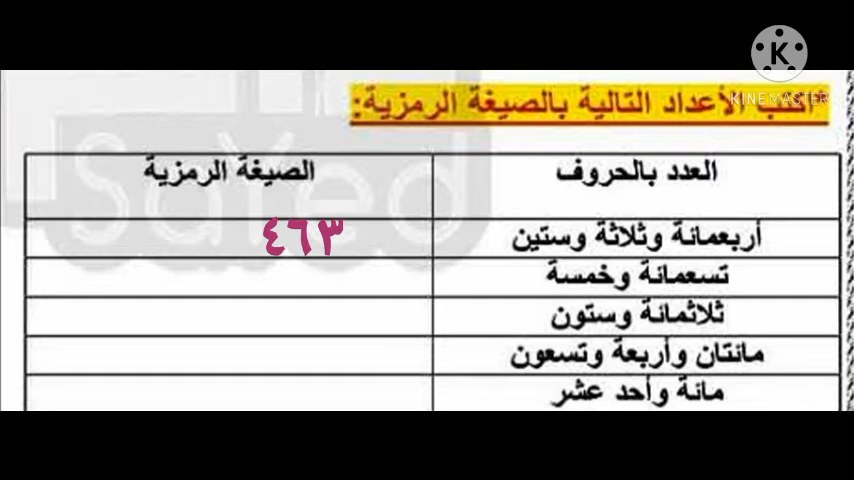 K
KINEMASTER
اكتب الأعداد التالية بالصيغة الرمزية:
العدد بالحروف الصيغة الرمزية
أربعمائة وثلاثة وستين ٤٦٣
تسعمائة وخمسة
ثلاثمائة وستون
مائتان وأربعة وتسعون
مائة وأحد عشر
Sayed